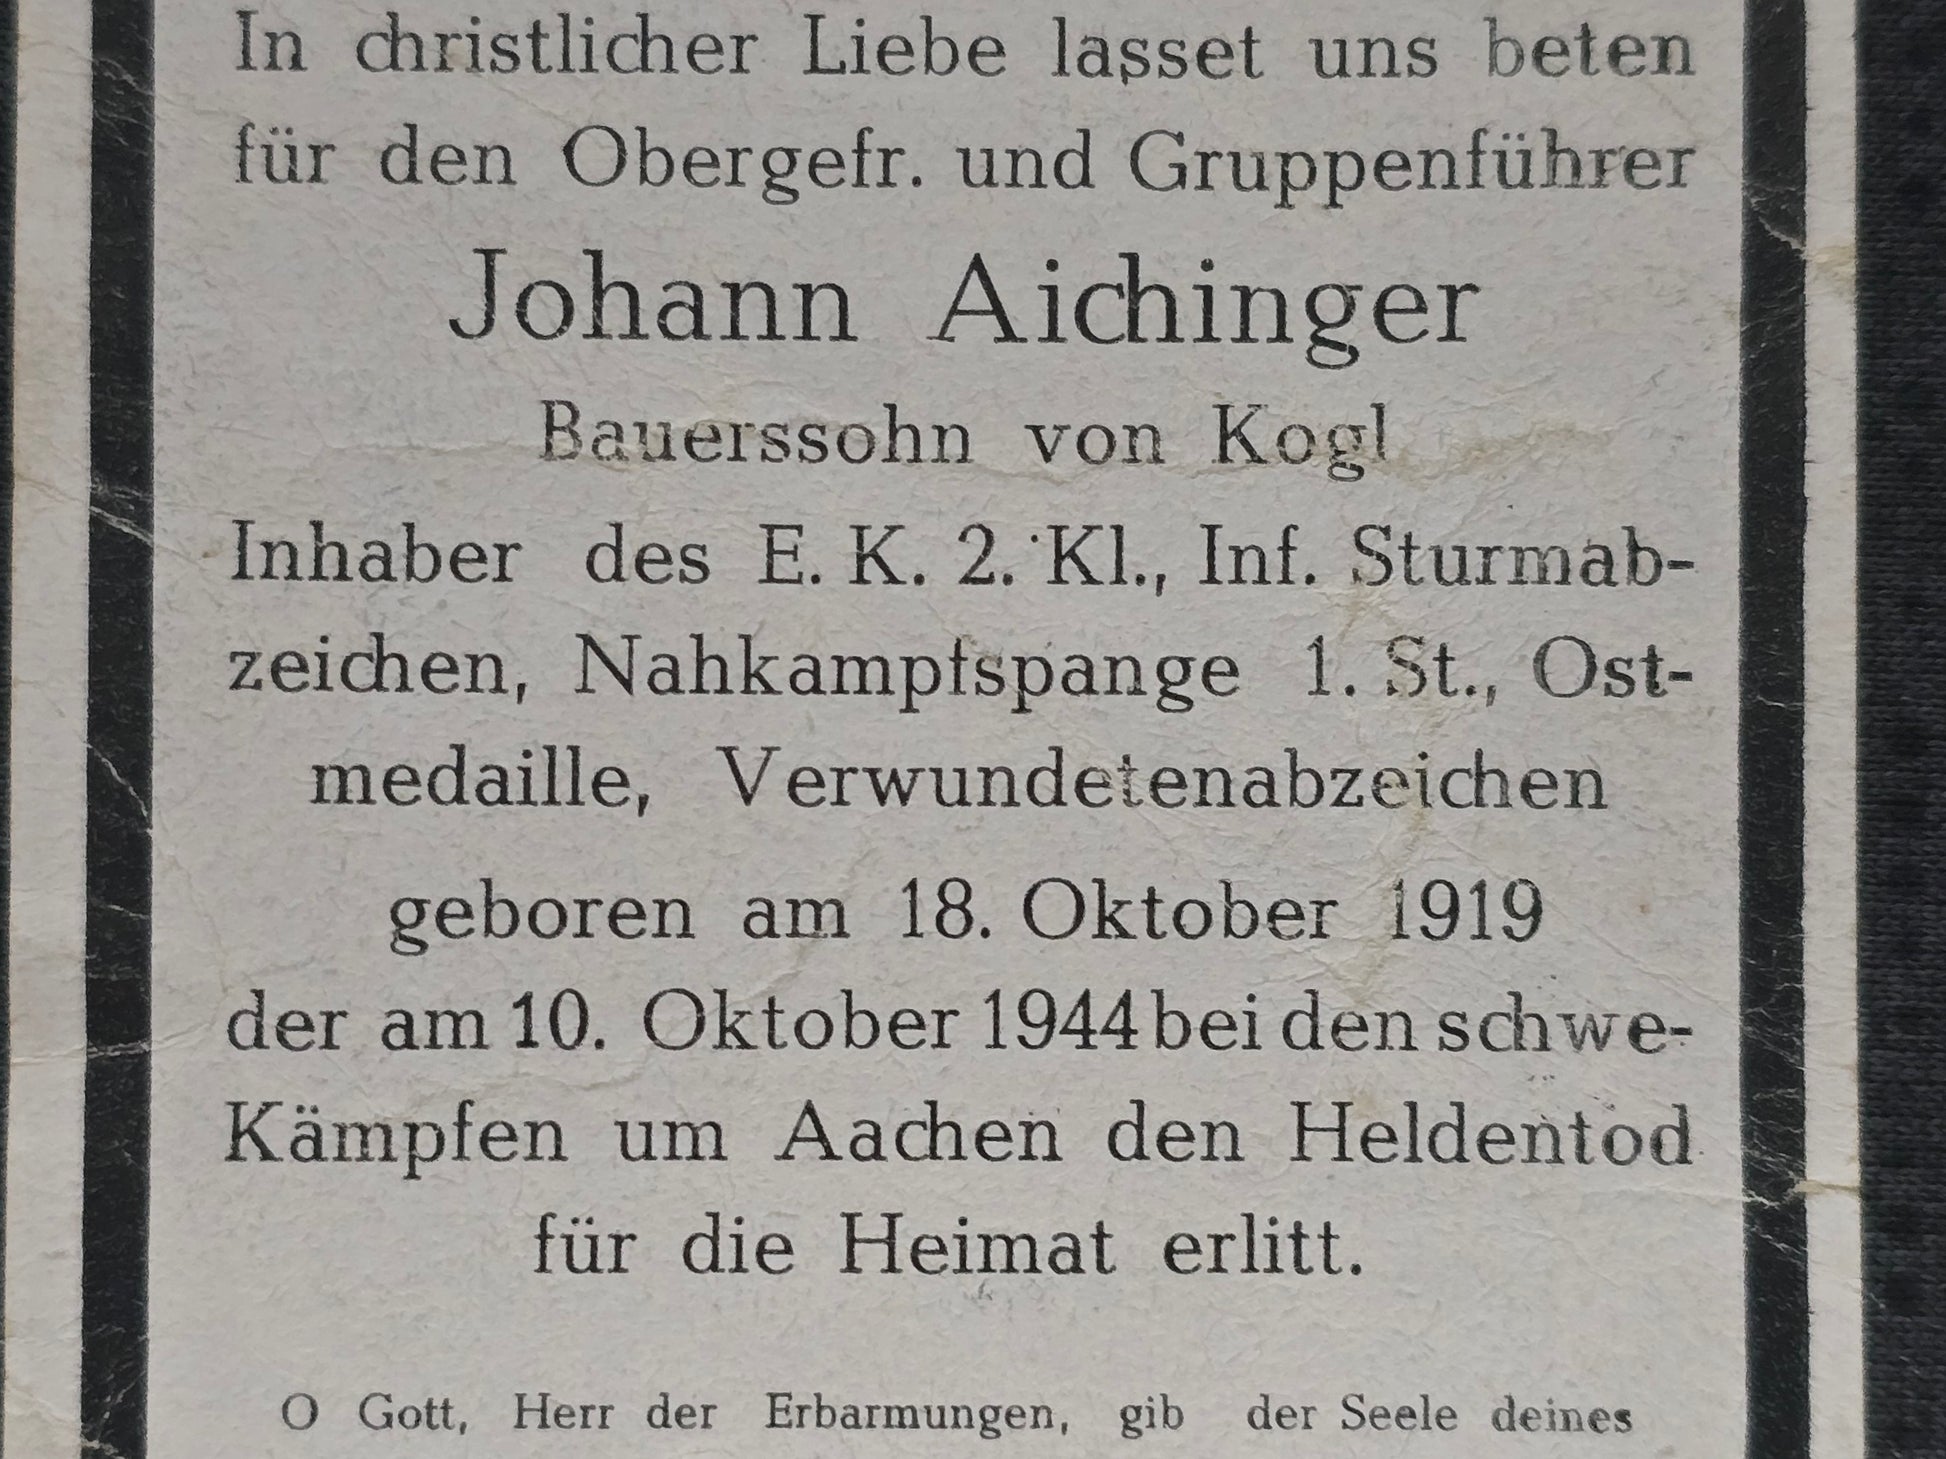 In christlicher Liebe lasset uns beten
für den Obergefr. und Gruppenführer
Johann Aichinger
Bauerssohn von Kogl
Inhaber des E. K. 2. Kl., Inf. Sturmab-
zeichen, Nahkampfspange 1. St., Ost-
medaille, Verwundetenabzeichen
geboren am 18. Oktober 1919
der am 10. Oktober 1944 bei den schwe-
Kämpfen um Aachen den Heldentod
für die Heimat erlitt.
O Gott, Herr der Erbarmungen, gib der Seele deines